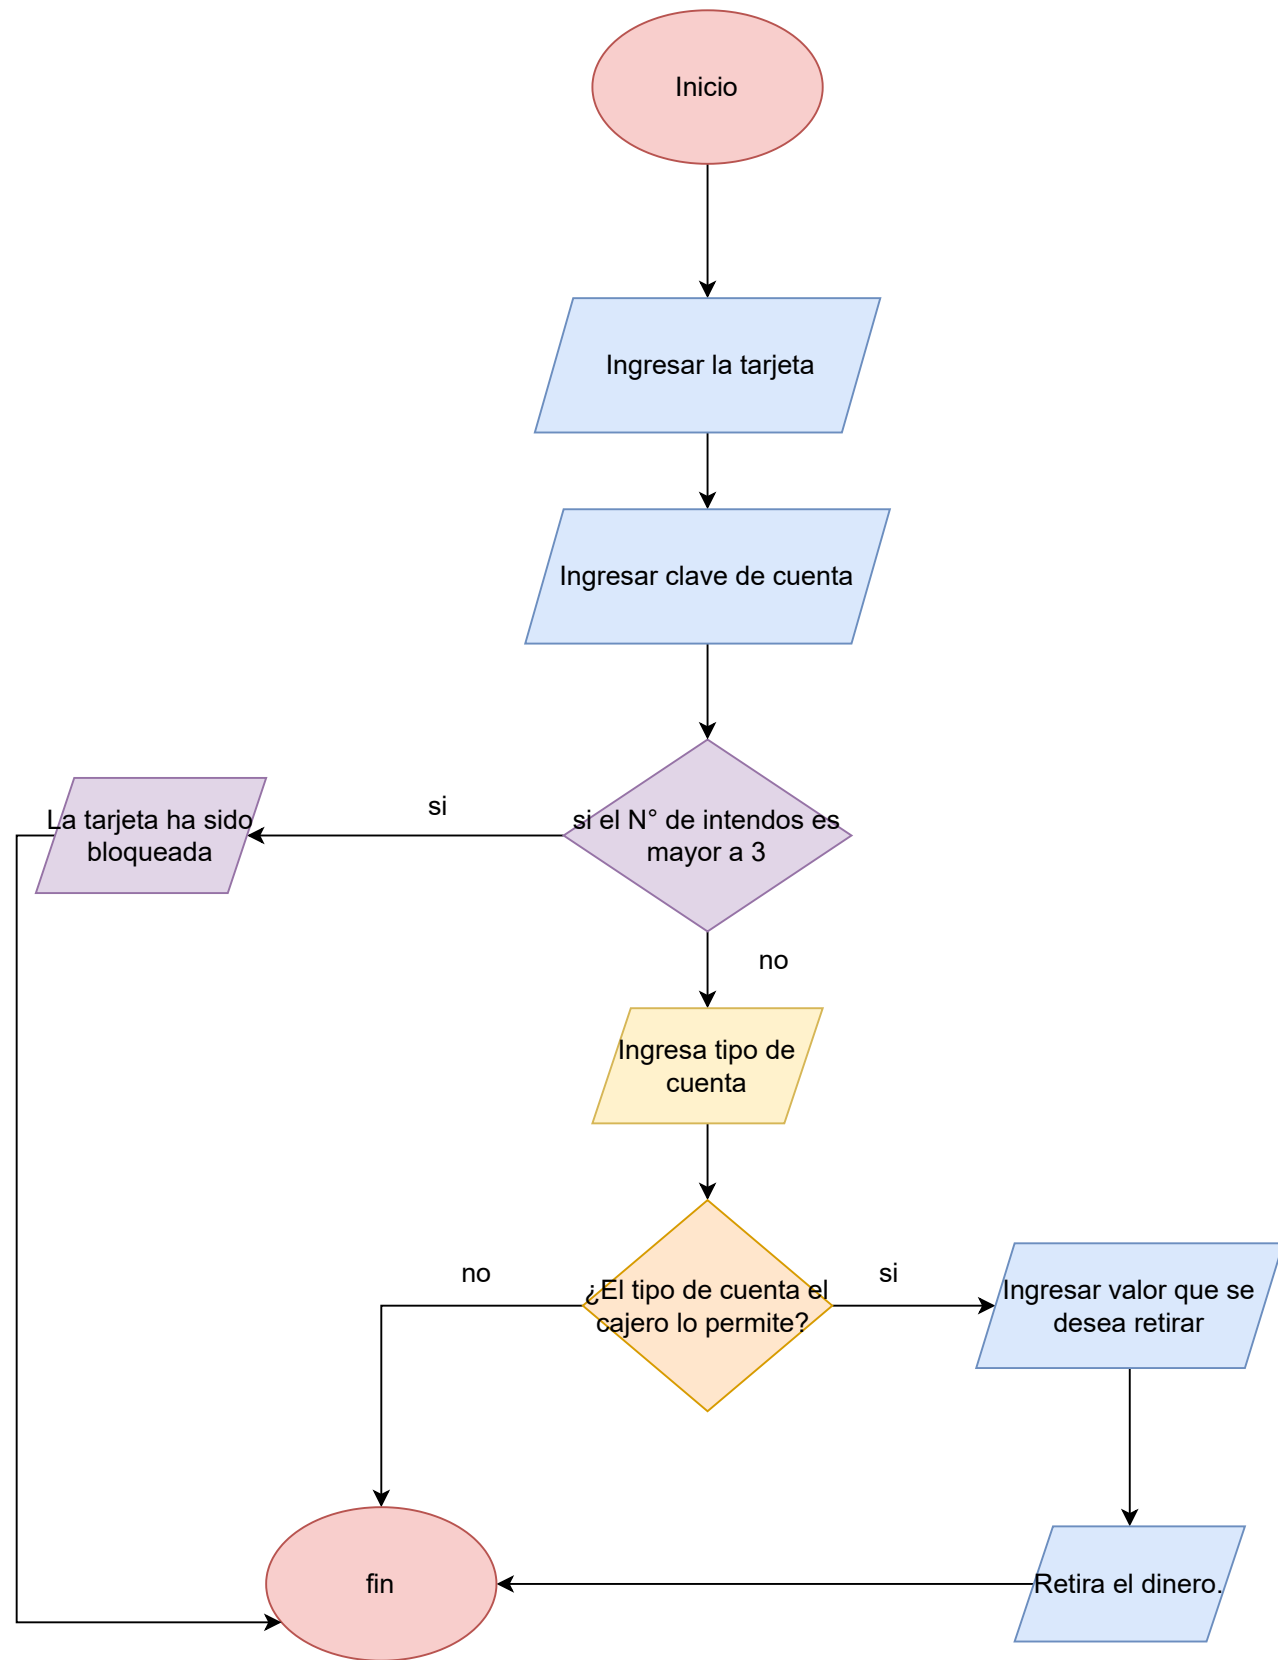 Inicio
Ingresar la tarjeta
Ingresar clave de cuenta
si el N° de intendos es
mayor a 3
si
La tarjeta ha sido
bloqueada
no
Ingresa tipo de
cuenta
¿El tipo de cuenta el
cajero lo permite?
no
si
Ingresar valor que se
desea retirar
Retira el dinero.
fin